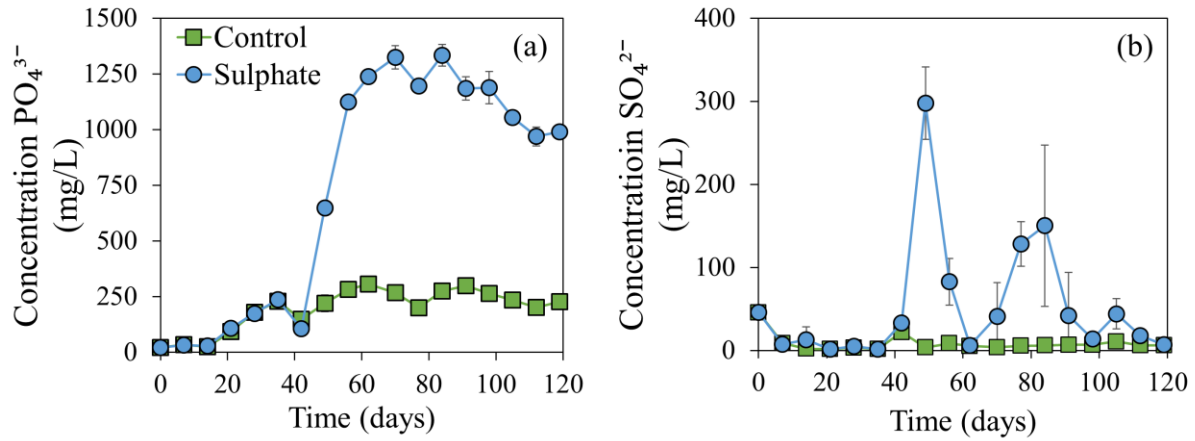 Concentration PO₄³⁻
(mg/L)
1500
1250
1000
750
500
250
0
Control
Sulphate
(a)
0 20 40 60 80 100 120
Time (days)
Concentratioin SO₄²⁻
(mg/L)
400
300
200
100
0
(b)
0 20 40 60 80 100 120
Time (days)